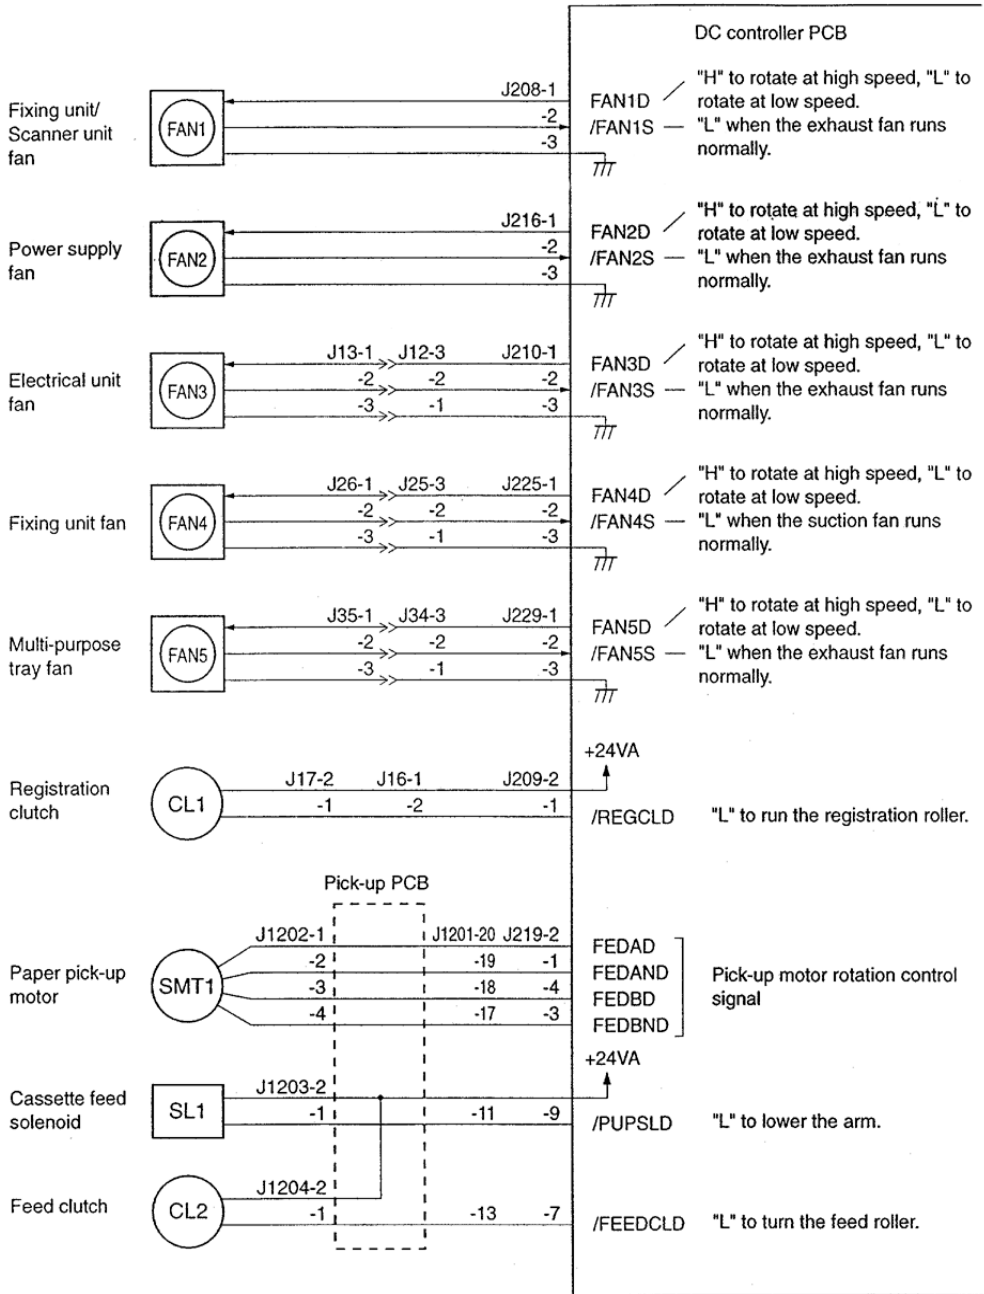 DC controller PCB
Fixing unit/
Scanner unit
fan
FAN1
J208-1
-2
-3
FAN1D
/FAN1S
"H" to rotate at high speed, "L" to
rotate at low speed.
"L" when the exhaust fan runs
normally.
Power supply
fan
FAN2
J216-1
-2
-3
FAN2D
/FAN2S
"H" to rotate at high speed, "L" to
rotate at low speed.
"L" when the exhaust fan runs
normally.
Electrical unit
fan
FAN3
J13-1 J12-3 J210-1
-2 -2 -2
-3 -1 -3
FAN3D
/FAN3S
"H" to rotate at high speed, "L" to
rotate at low speed.
"L" when the exhaust fan runs
normally.
Fixing unit fan
FAN4
J26-1 J25-3 J225-1
-2 -2 -2
-3 -1 -3
FAN4D
/FAN4S
"H" to rotate at high speed, "L" to
rotate at low speed.
"L" when the suction fan runs
normally.
Multi-purpose
tray fan
FAN5
J35-1 J34-3 J229-1
-2 -2 -2
-3 -1 -3
FAN5D
/FAN5S
"H" to rotate at high speed, "L" to
rotate at low speed.
"L" when the exhaust fan runs
normally.
+24VA
Registration
clutch
CL1
J17-2 J16-1 J209-2
-1 -2 -1
/REGCLD
"L" to run the registration roller.
Pick-up PCB
Paper pick-up
motor
SMT1
J1202-1 J1201-20 J219-2
-2 -19 -1
-3 -18 -4
-4 -17 -3
FEDAD
FEDAND
FEDBD
FEDBND
Pick-up motor rotation control
signal
+24VA
Cassette feed
solenoid
SL1
J1203-2
-1 -11 -9
/PUPSLD
"L" to lower the arm.
Feed clutch
CL2
J1204-2
-1 -13 -7
/FEEDCLD
"L" to turn the feed roller.